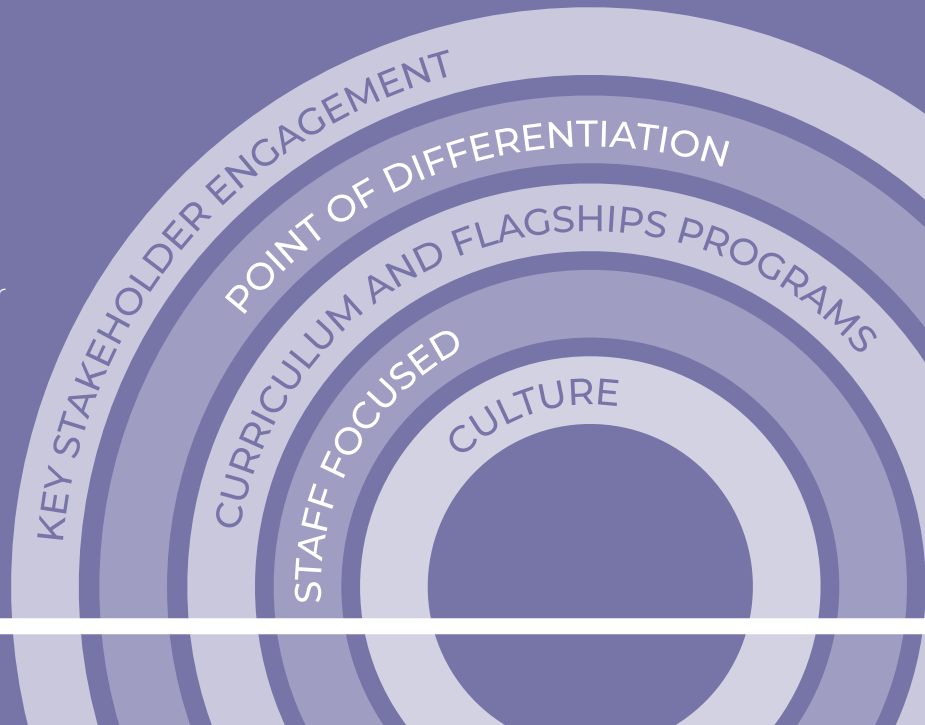 KEY STAKEHOLDER ENGAGEMENT
POINT OF DIFFERENTIATION
CURRICULUM AND FLAGSHIPS PROGRAMS
STAFF FOCUSED
CULTURE